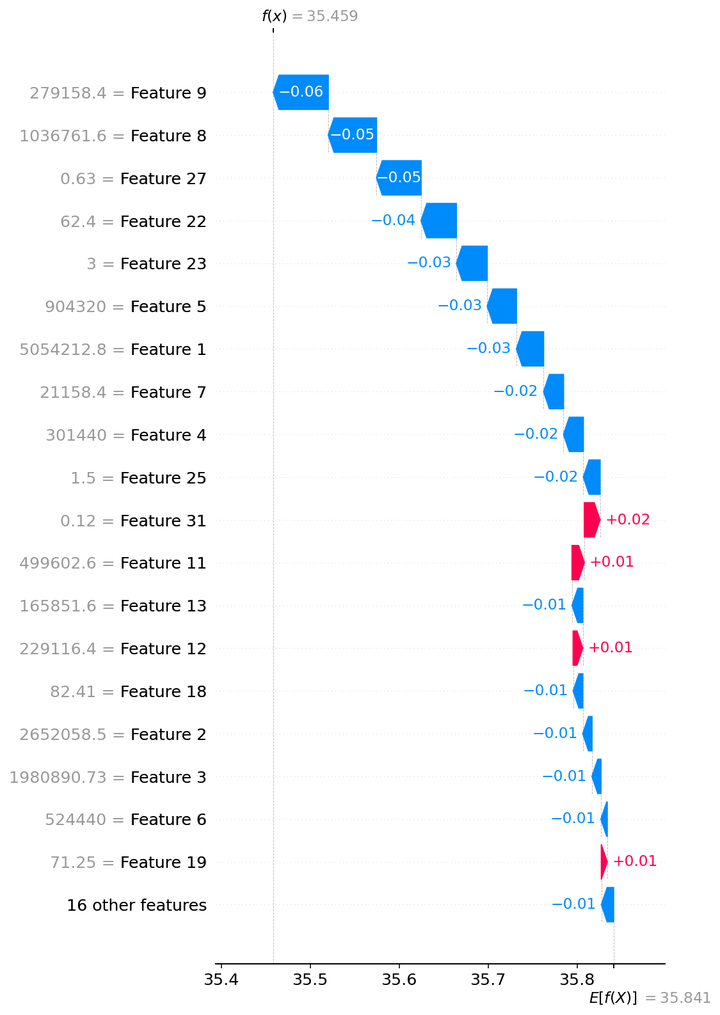 f(x) = 35.459
279158.4 = Feature 9 −0.06
1036761.6 = Feature 8 −0.05
0.63 = Feature 27 −0.05
62.4 = Feature 22 −0.04
3 = Feature 23 −0.03
904320 = Feature 5 −0.03
5054212.8 = Feature 1 −0.03
21158.4 = Feature 7 −0.02
301440 = Feature 4 −0.02
1.5 = Feature 25 −0.02
0.12 = Feature 31 +0.02
499602.6 = Feature 11 +0.01
165851.6 = Feature 13 −0.01
229116.4 = Feature 12 +0.01
82.41 = Feature 18 −0.01
2652058.5 = Feature 2 −0.01
1980890.73 = Feature 3 −0.01
524440 = Feature 6 −0.01
71.25 = Feature 19 +0.01
16 other features −0.01
35.4 35.5 35.6 35.7 35.8
E[f(X)] = 35.841